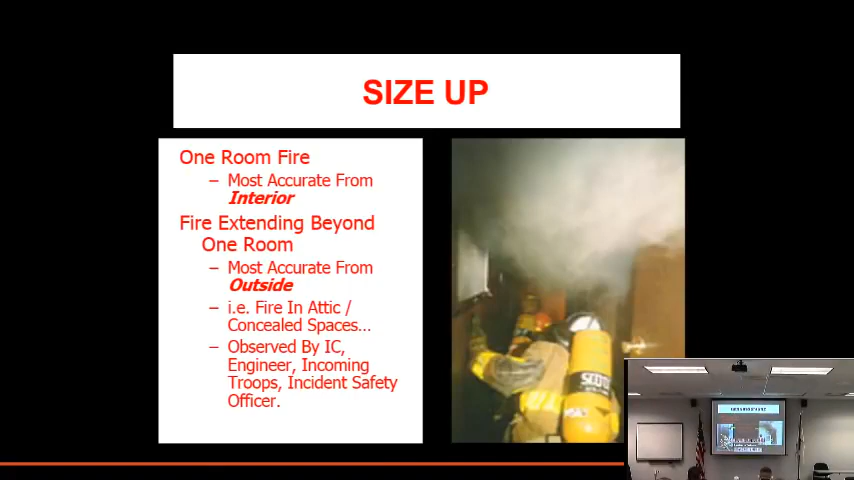 SIZE UP
One Room Fire
– Most Accurate From
Interior
Fire Extending Beyond
One Room
– Most Accurate From
Outside
– i.e. Fire In Attic /
Concealed Spaces...
– Observed By IC,
Engineer, Incoming
Troops, Incident Safety
Officer.
SCOTT